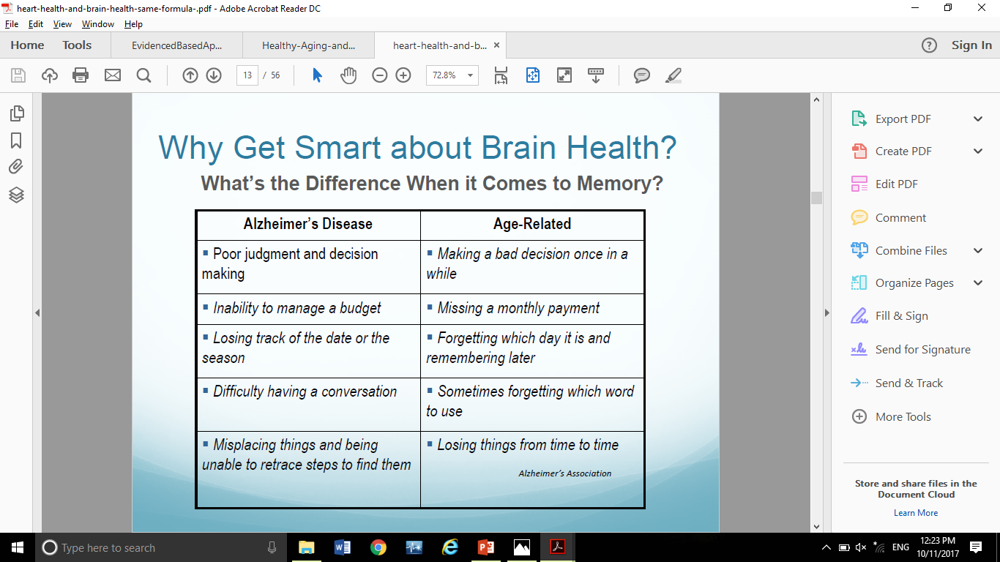 heart-health-and-brain-health-same-formula-.pdf - Adobe Acrobat Reader DC
File Edit View Window Help
Home Tools EvidencedBasedAp... Healthy-Aging-and... heart-health-and-b... Sign In
13 / 56 72.8%
Why Get Smart about Brain Health?
What's the Difference When it Comes to Memory?
Alzheimer's Disease Age-Related
▪ Poor judgment and decision ▪ Making a bad decision once in a
making while
▪ Inability to manage a budget ▪ Missing a monthly payment
▪ Losing track of the date or the ▪ Forgetting which day it is and
season remembering later
▪ Difficulty having a conversation ▪ Sometimes forgetting which word
to use
▪ Misplacing things and being ▪ Losing things from time to time
unable to retrace steps to find them
Alzheimer's Association
Export PDF
Create PDF
Edit PDF
Comment
Combine Files
Organize Pages
Fill & Sign
Send for Signature
Send & Track
More Tools
Store and share files in the
Document Cloud
Learn More
Type here to search
ENG 12:23 PM
10/11/2017